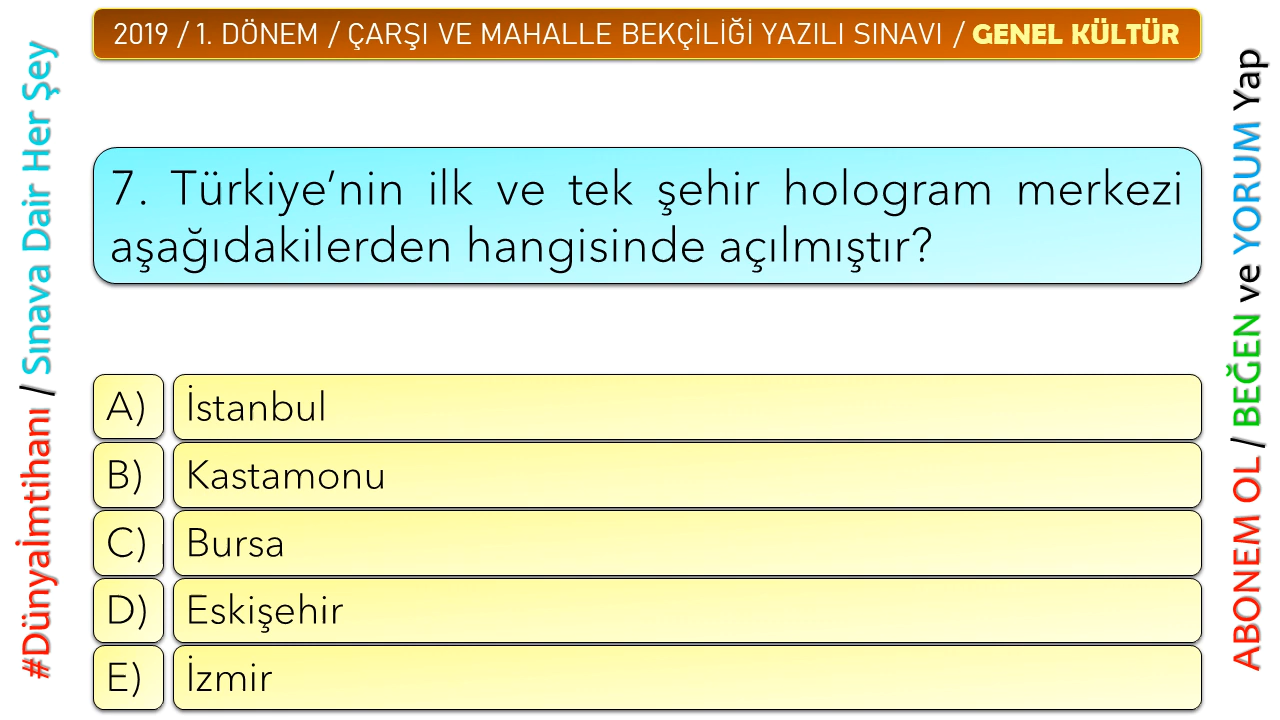 2019 / 1. DÖNEM / ÇARŞI VE MAHALLE BEKÇİLİĞİ YAZILI SINAVI / GENEL KÜLTÜR
#Dünyaİmtihanı / Sınava Dair Her Şey
7. Türkiye’nin ilk ve tek şehir hologram merkezi
aşağıdakilerden hangisinde açılmıştır?
A) İstanbul
B) Kastamonu
C) Bursa
D) Eskişehir
E) İzmir
ABONEM OL / BEĞEN ve YORUM Yap